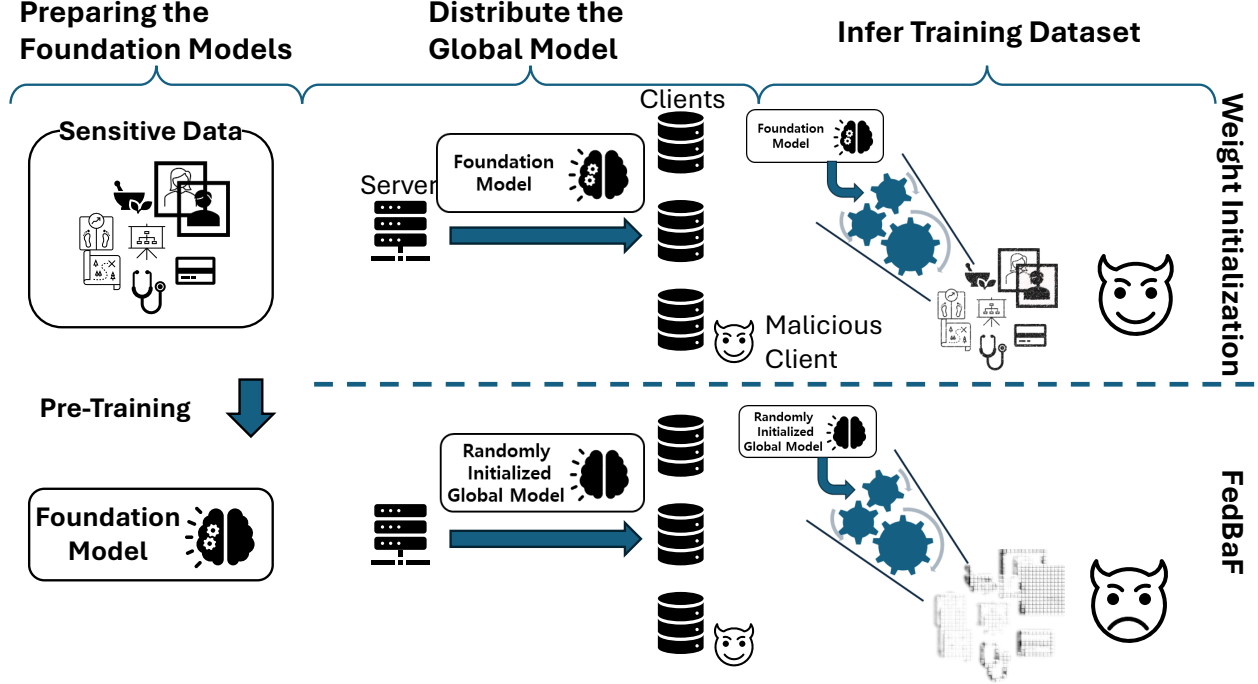 Preparing the
Foundation Models
Distribute the
Global Model
Infer Training Dataset
Sensitive Data
Server
Foundation
Model
Clients
Malicious
Client
Foundation
Model
Weight Initialization
Pre-Training
Foundation
Model
Randomly
Initialized
Global Model
Randomly
Initialized
Global Model
FedBaF